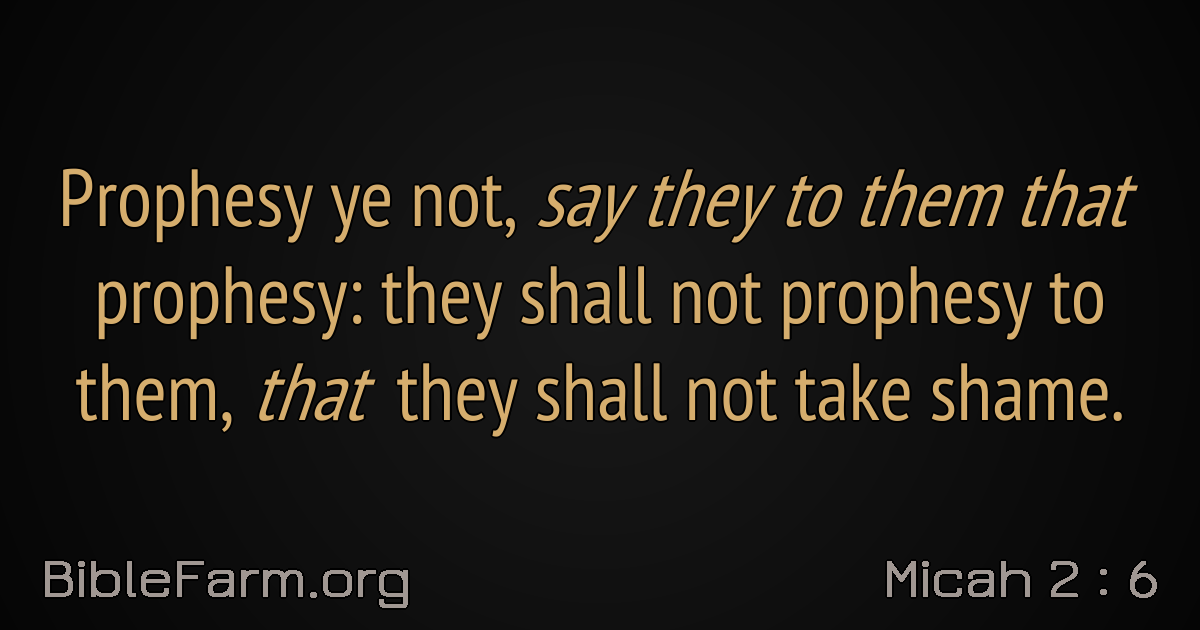 Prophesy ye not, say they to them that
prophesy: they shall not prophesy to
them, that they shall not take shame.
BibleFarm.org
Micah 2 : 6